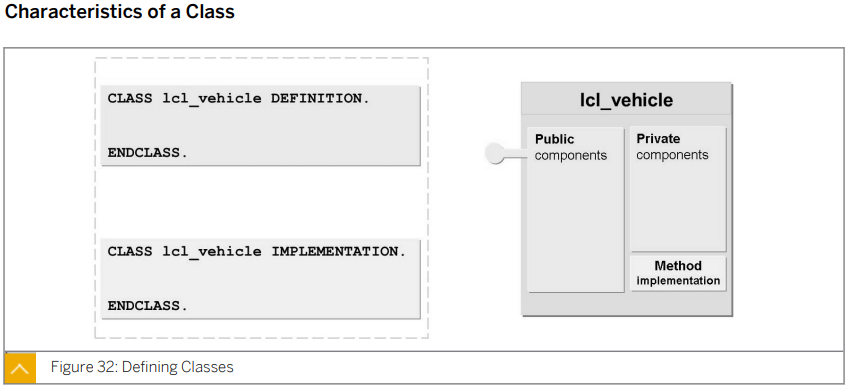 Characteristics of a Class
CLASS lcl_vehicle DEFINITION.
ENDCLASS.
CLASS lcl_vehicle IMPLEMENTATION.
ENDCLASS.
lcl_vehicle
Public
components
Private
components
Method
implementation
Figure 32: Defining Classes